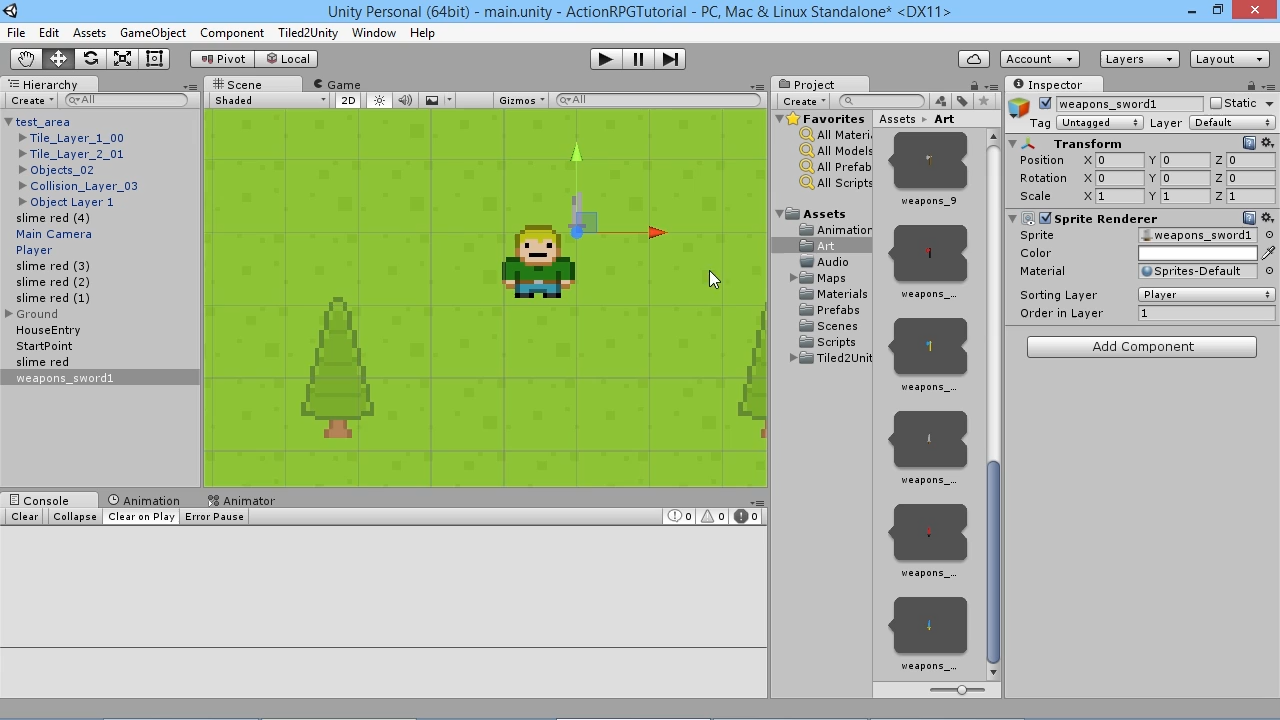 Unity Personal (64bit) - main.unity - ActionRPGTutorial - PC, Mac & Linux Standalone* <DX11>
File Edit Assets GameObject Component Tiled2Unity Window Help
Pivot Local Account Layers Layout
Hierarchy
Create All
test_area
Tile_Layer_1_00
Tile_Layer_2_01
Objects_02
Collision_Layer_03
Object Layer 1
slime red (4)
Main Camera
Player
slime red (3)
slime red (2)
slime red (1)
Ground
HouseEntry
StartPoint
slime red
weapons_sword1
Scene Game
Shaded 2D Gizmos All
Console Animation Animator
Clear Collapse Clear on Play Error Pause 0 0 0
Project
Create
Favorites
All Materi
All Models
All Prefab
All Scripts
Assets
Animation
Art
Audio
Maps
Materials
Prefabs
Scenes
Scripts
Tiled2Unit
Assets Art
weapons_9
weapons_...
weapons_...
weapons_...
weapons_...
weapons_...
Inspector
weapons_sword1 Static
Tag Untagged Layer Default
Transform
Position X 0 Y 0 Z 0
Rotation X 0 Y 0 Z 0
Scale X 1 Y 1 Z 1
Sprite Renderer
Sprite weapons_sword1
Color
Material Sprites-Default
Sorting Layer Player
Order in Layer 1
Add Component